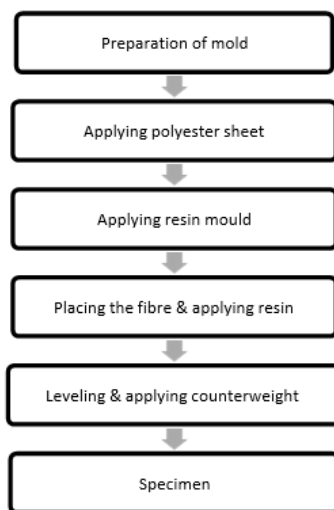 Preparation of mold
Applying polyester sheet
Applying resin mould
Placing the fibre & applying resin
Leveling & applying counterweight
Specimen